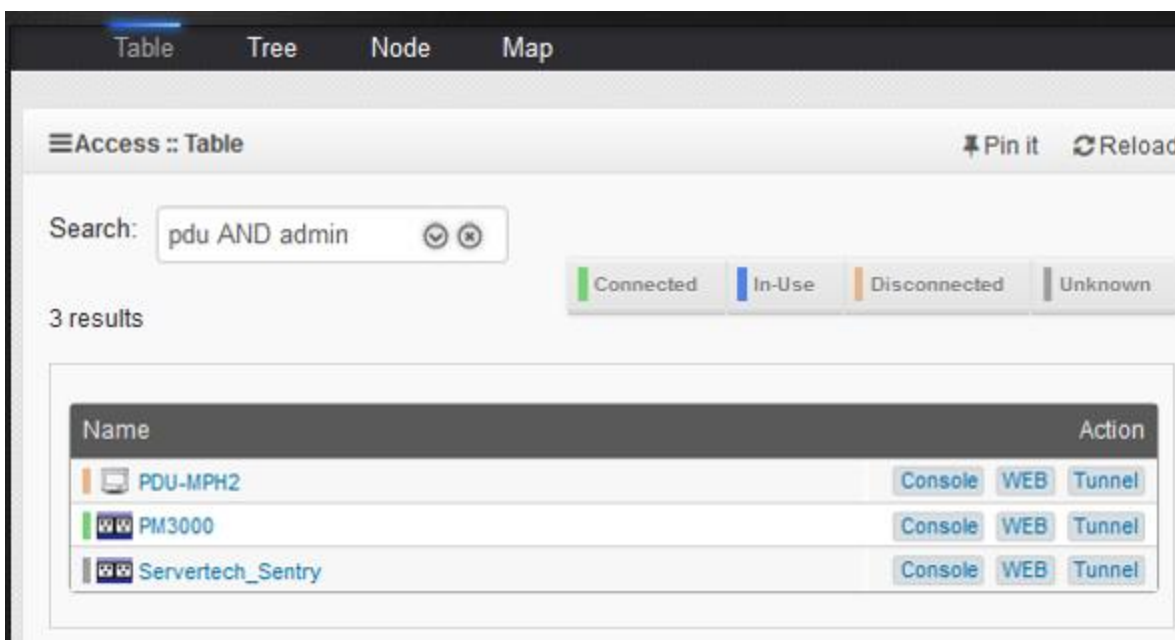 Table Tree Node Map
Access :: Table Pin it Reload
Search: pdu AND admin
Connected In-Use Disconnected Unknown
3 results
Name Action
PDU-MPH2 Console WEB Tunnel
PM3000 Console WEB Tunnel
Servertech_Sentry Console WEB Tunnel